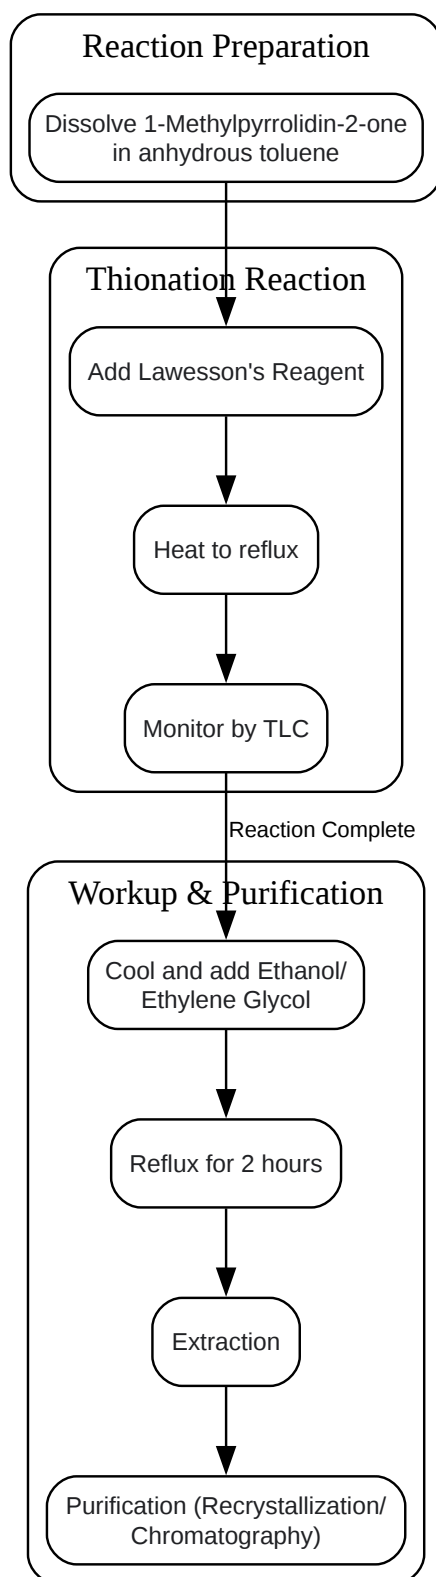 Reaction Preparation
Dissolve 1-Methylpyrrolidin-2-one
in anhydrous toluene
Thionation Reaction
Add Lawesson's Reagent
Heat to reflux
Monitor by TLC
Reaction Complete
Workup & Purification
Cool and add Ethanol/
Ethylene Glycol
Reflux for 2 hours
Extraction
Purification (Recrystallization/
Chromatography)